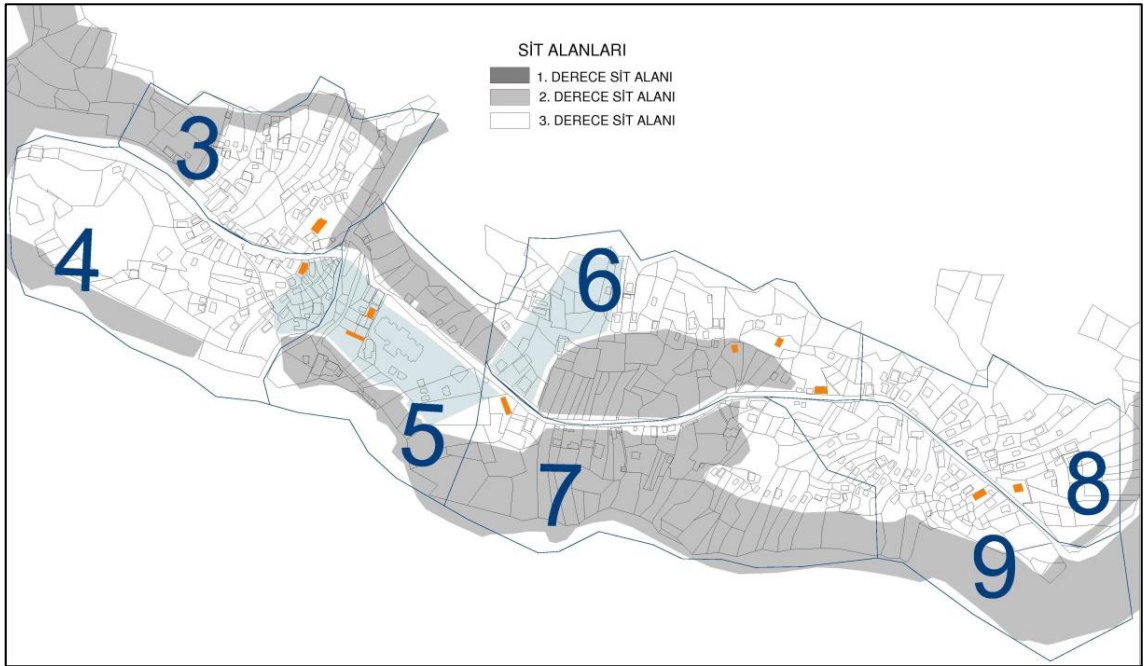 SİT ALANLARI
1. DERECE SİT ALANI
2. DERECE SİT ALANI
3. DERECE SİT ALANI
3
4
6
5
7
8
9